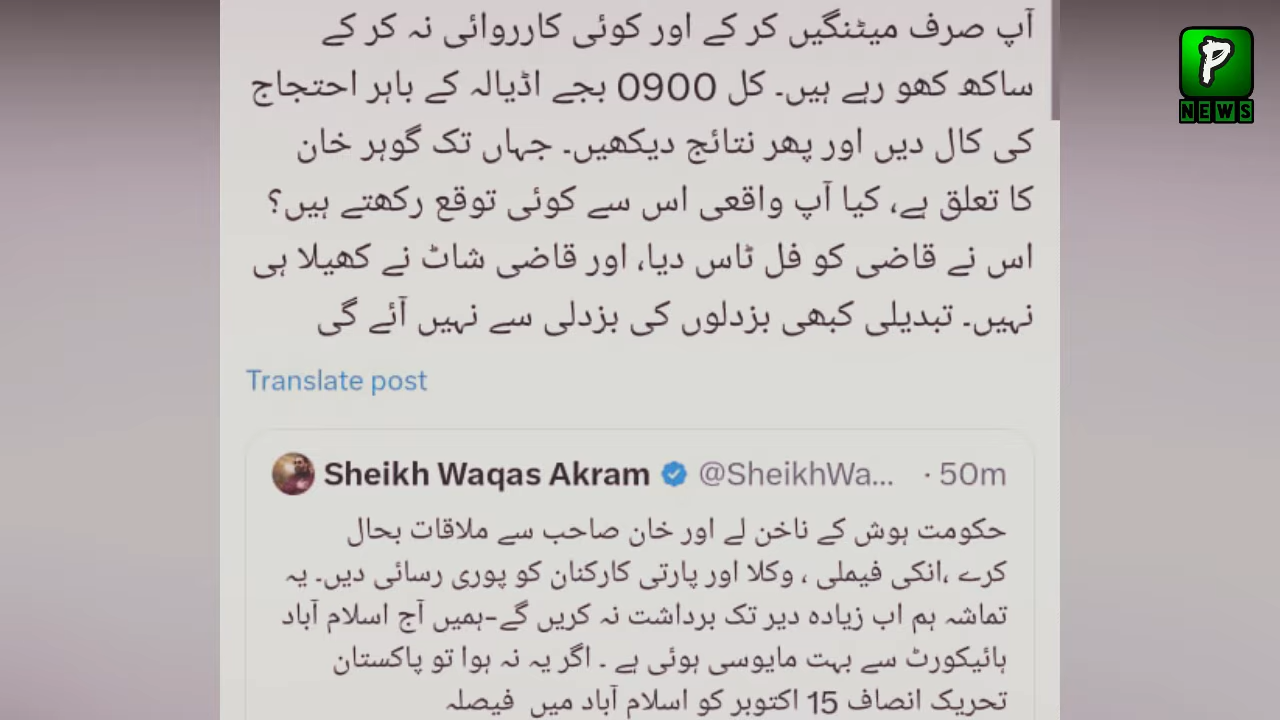 آپ صرف میٹنگیں کر کے اور کوئی کارروائی نہ کر کے
ساکھ کھو رہے ہیں۔ کل 0900 بجے اڈیالہ کے باہر احتجاج
کی کال دیں اور پھر نتائج دیکھیں۔ جہاں تک گوہر خان
کا تعلق ہے، کیا آپ واقعی اس سے کوئی توقع رکھتے ہیں؟
اس نے قاضی کو فل ٹاس دیا، اور قاضی شاٹ نے کھیلا ہی
نہیں۔ تبدیلی کبھی بزدلوں کی بزدلی سے نہیں آئے گی
Translate post
Sheikh Waqas Akram @SheikhWa... · 50m
حکومت ہوش کے ناخن لے اور خان صاحب سے ملاقات بحال
کرے ،انکی فیملی ، وکلا اور پارتی کارکنان کو پوری رسائی دیں۔ یہ
تماشہ ہم اب زیادہ دیر تک برداشت نہ کریں گے-ہمیں آج اسلام آباد
ہائیکورٹ سے بہت مایوسی ہوئی ہے ۔ اگر یہ نہ ہوا تو پاکستان
تحریک انصاف 15 اکتوبر کو اسلام آباد میں فیصلہ
P
NEWS